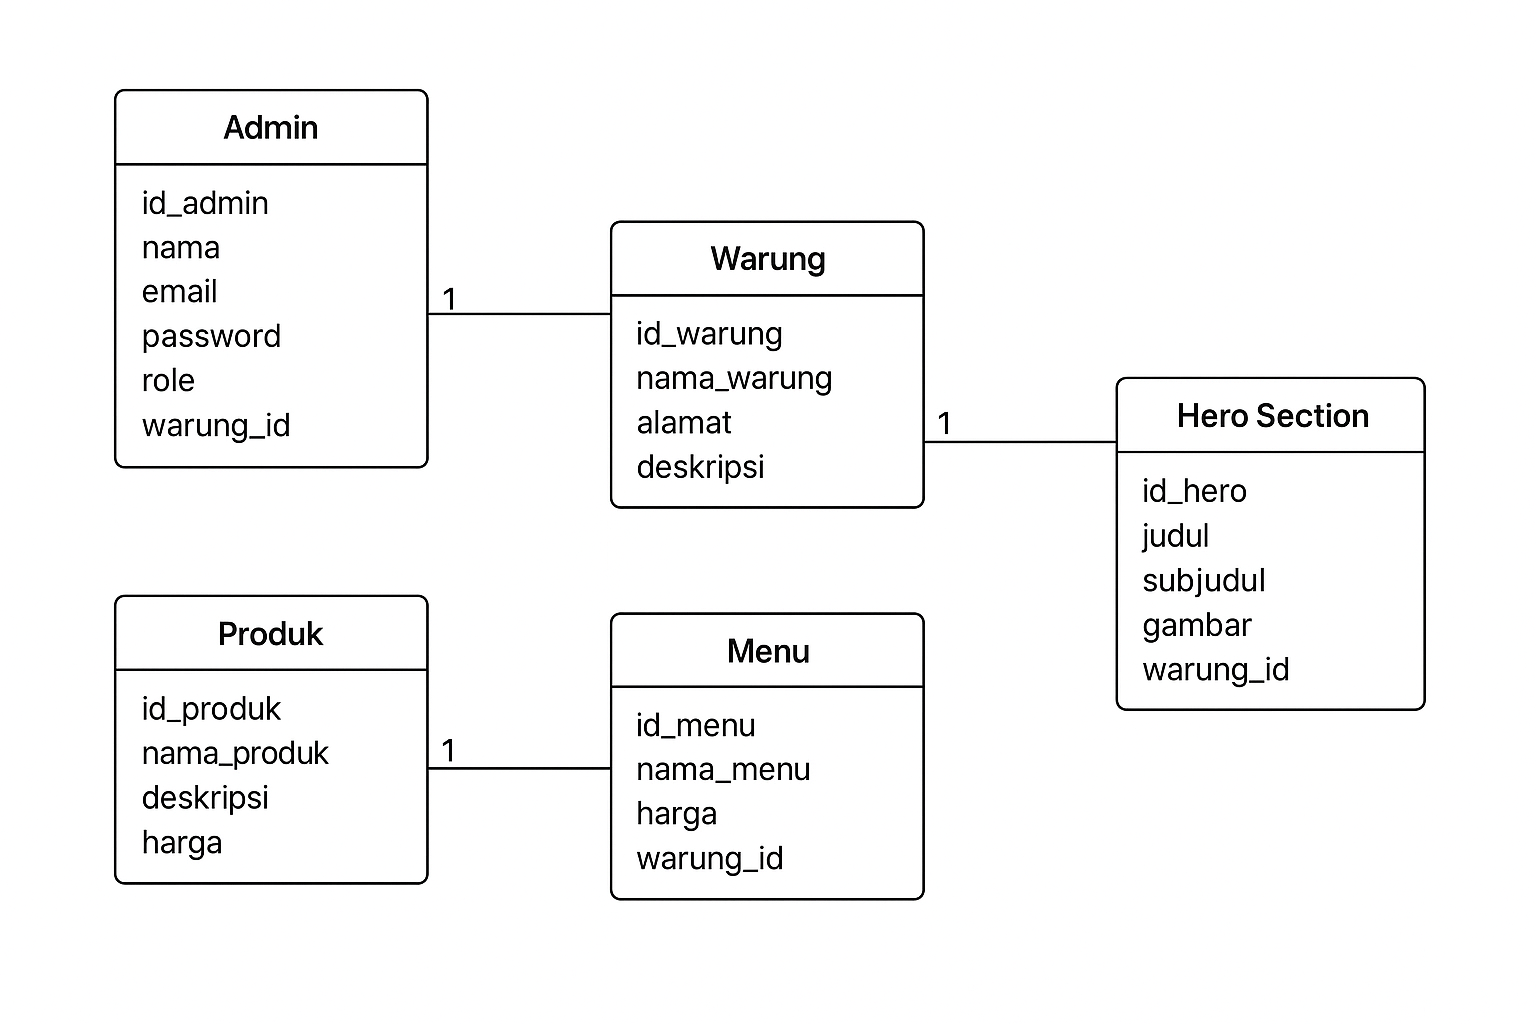 Admin
id_admin
nama
email
password
role
warung_id
1
Warung
id_warung
nama_warung
alamat
deskripsi
1
Hero Section
id_hero
judul
subjudul
gambar
warung_id
Produk
id_produk
nama_produk
deskripsi
harga
1
Menu
id_menu
nama_menu
harga
warung_id